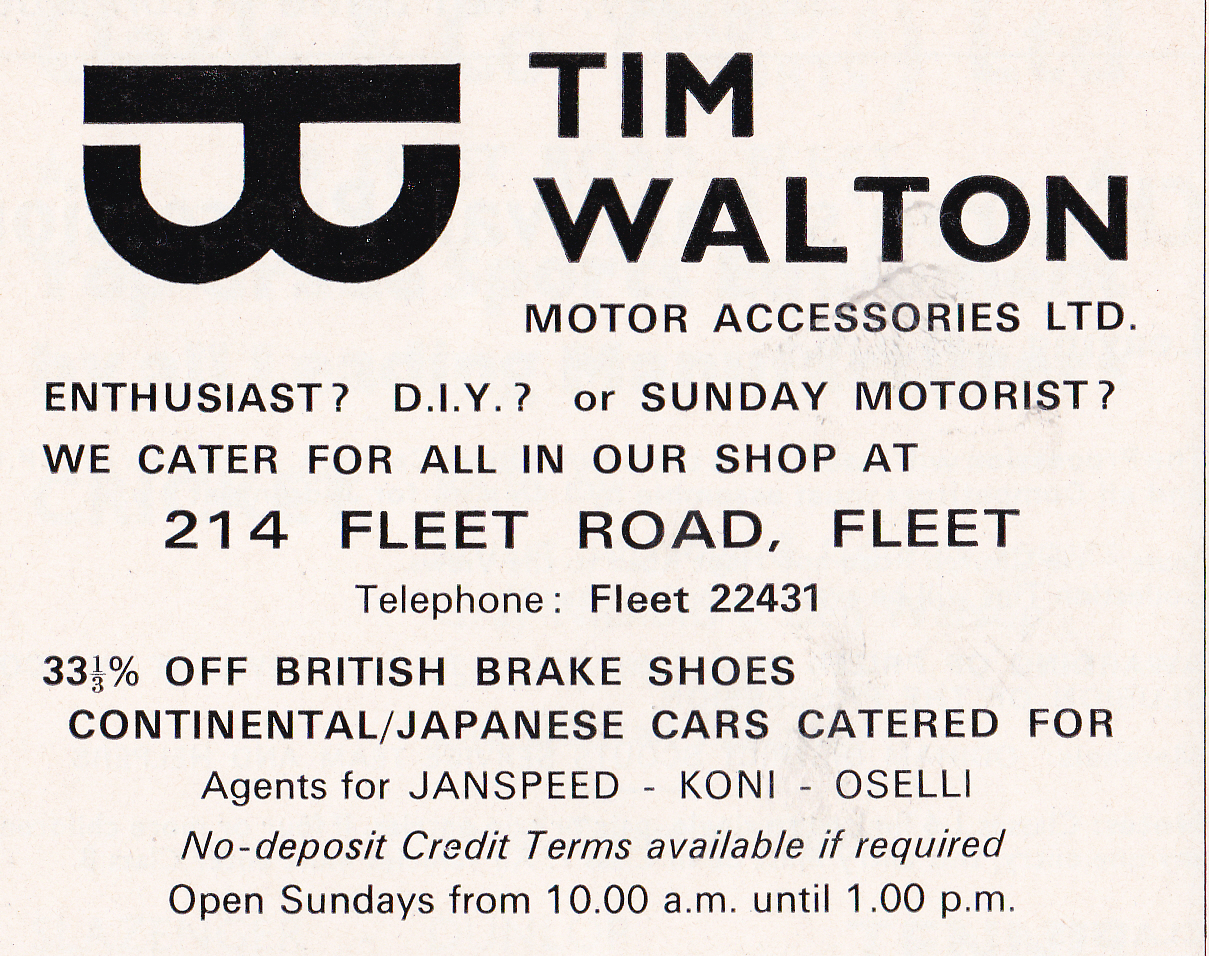 TIM
WALTON
MOTOR ACCESSORIES LTD.
ENTHUSIAST? D.I.Y.? or SUNDAY MOTORIST?
WE CATER FOR ALL IN OUR SHOP AT
214 FLEET ROAD, FLEET
Telephone: Fleet 22431
33⅓% OFF BRITISH BRAKE SHOES
CONTINENTAL/JAPANESE CARS CATERED FOR
Agents for JANSPEED - KONI - OSELLI
No-deposit Credit Terms available if required
Open Sundays from 10.00 a.m. until 1.00 p.m.